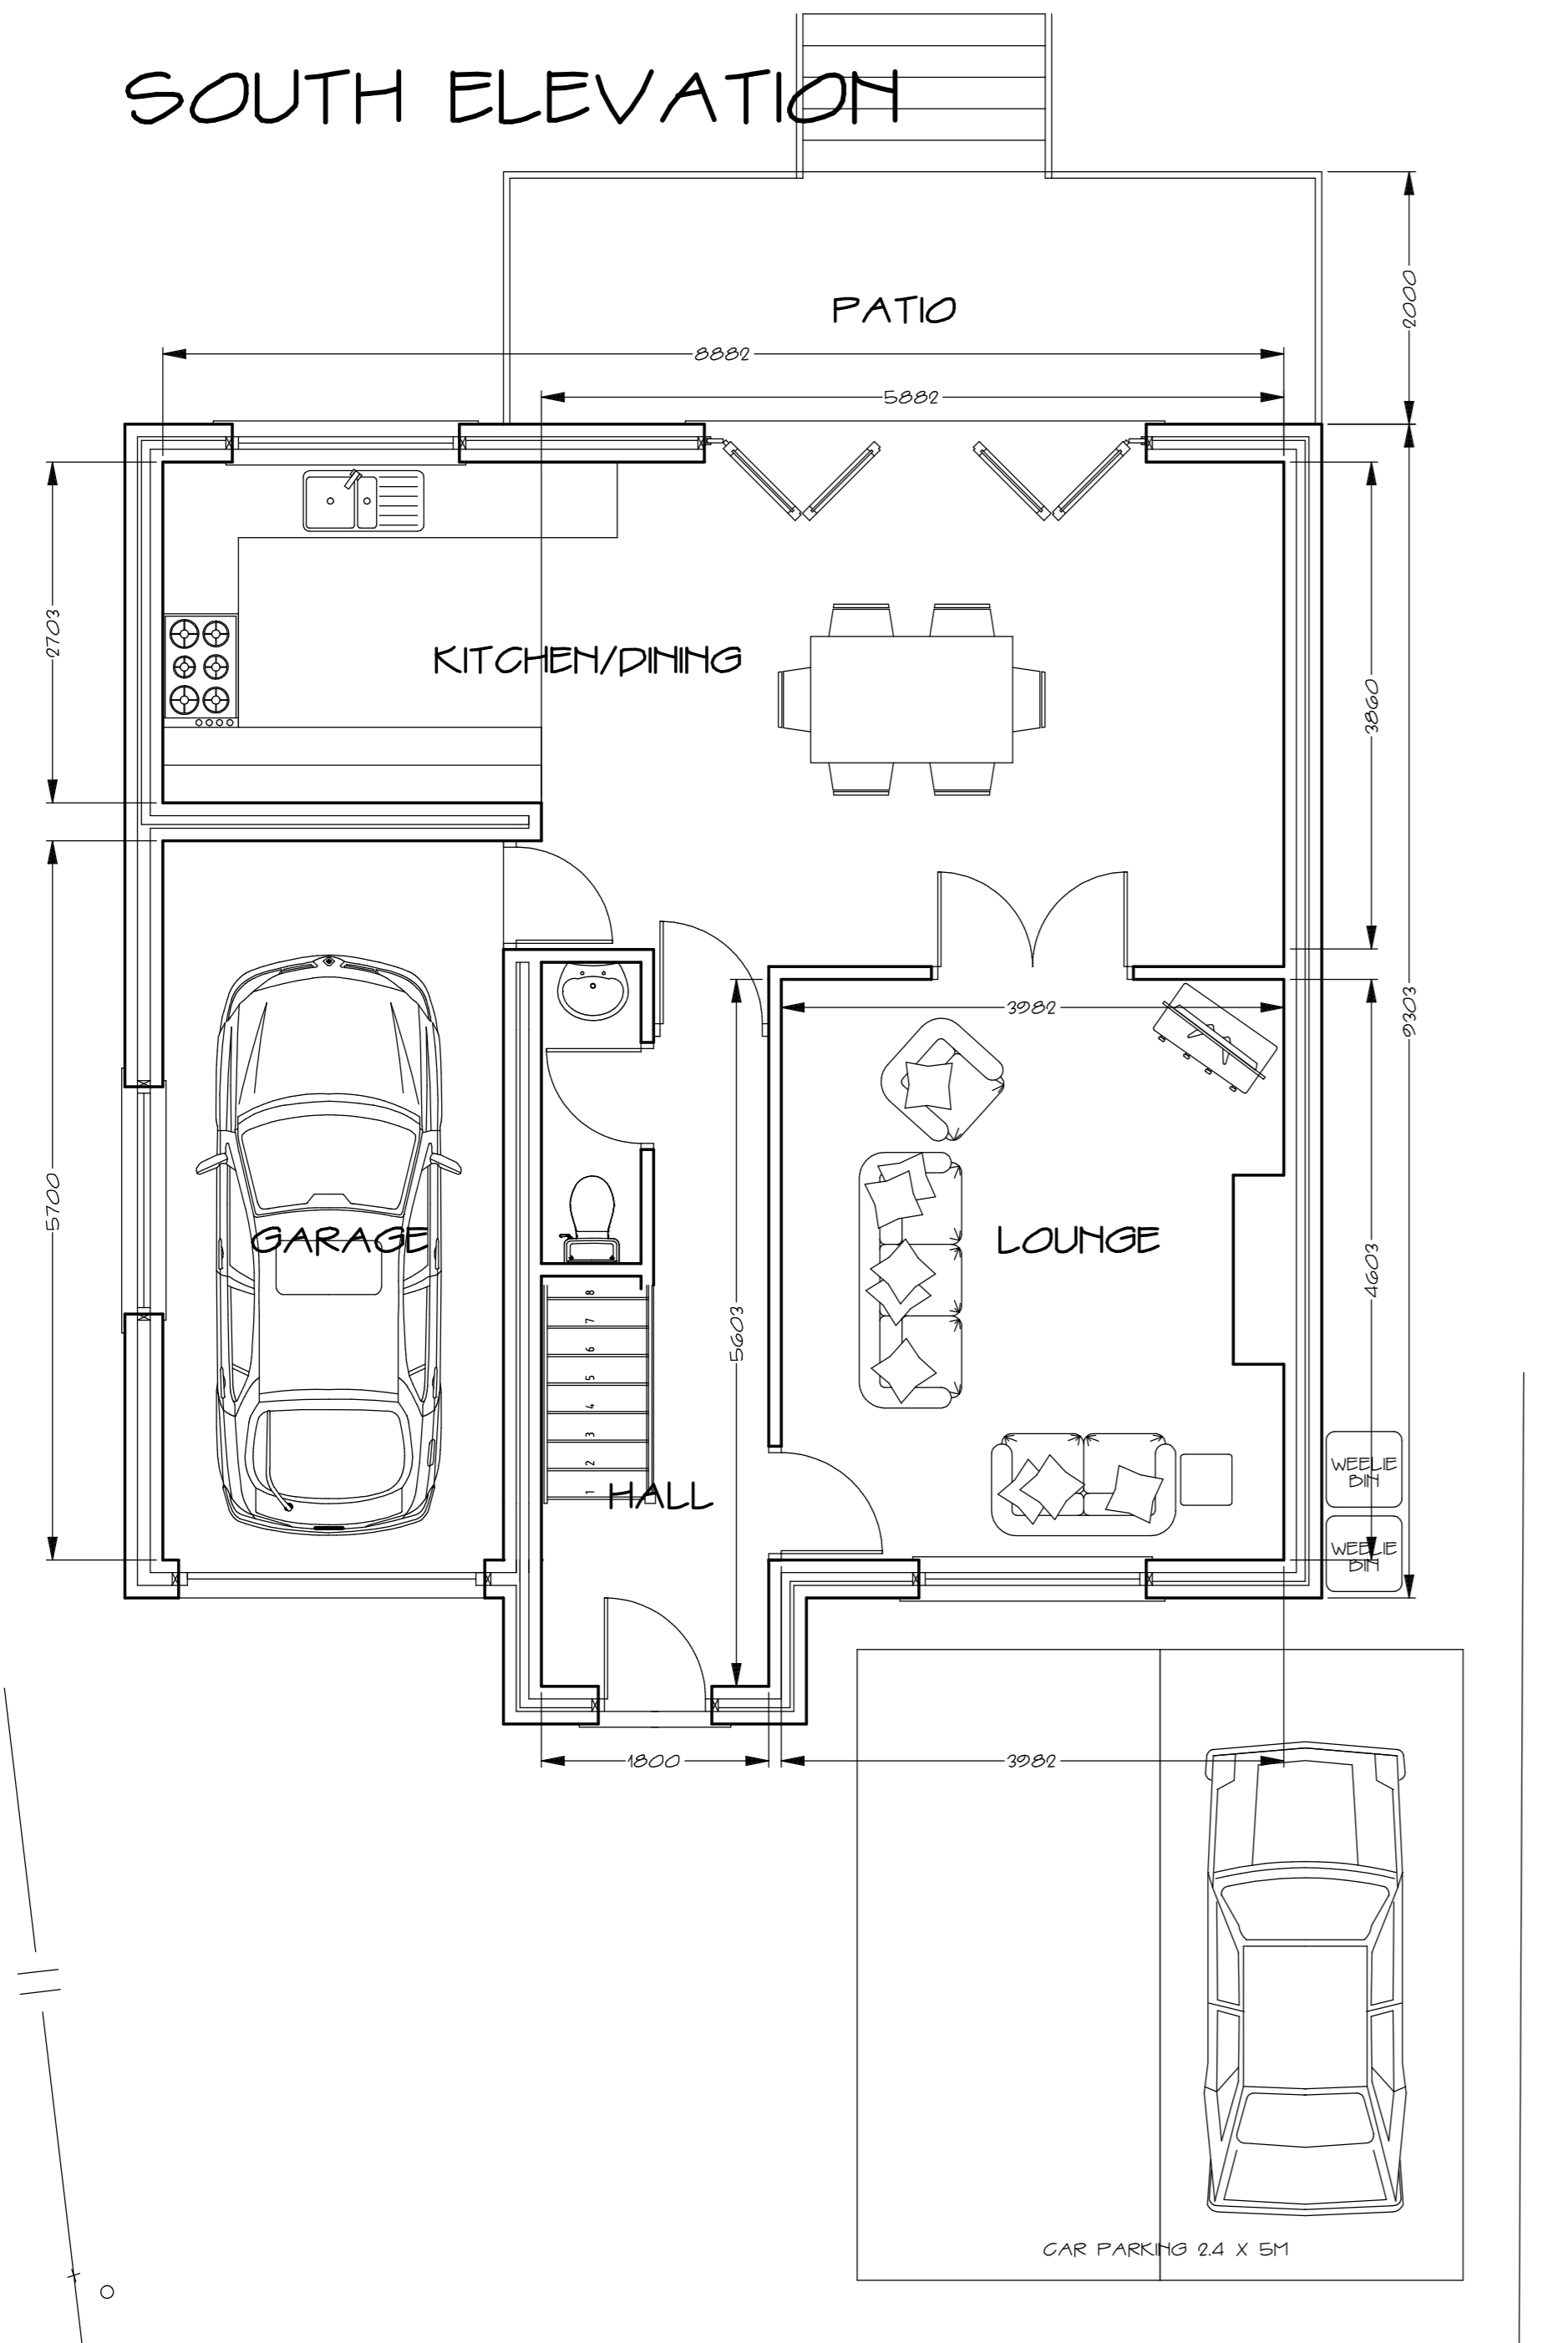 SOUTH ELEVATION
2000
PATIO
8882
5882
2703
KITCHEN/DINING
3860
9303
3982
5700
GARAGE
LOUNGE
4603
5603
8
7
6
5
4
3
2
1
HALL
WEELIE
BIN
WEELIE
BIN
1800
3982
CAR PARKING 2.4 X 5M